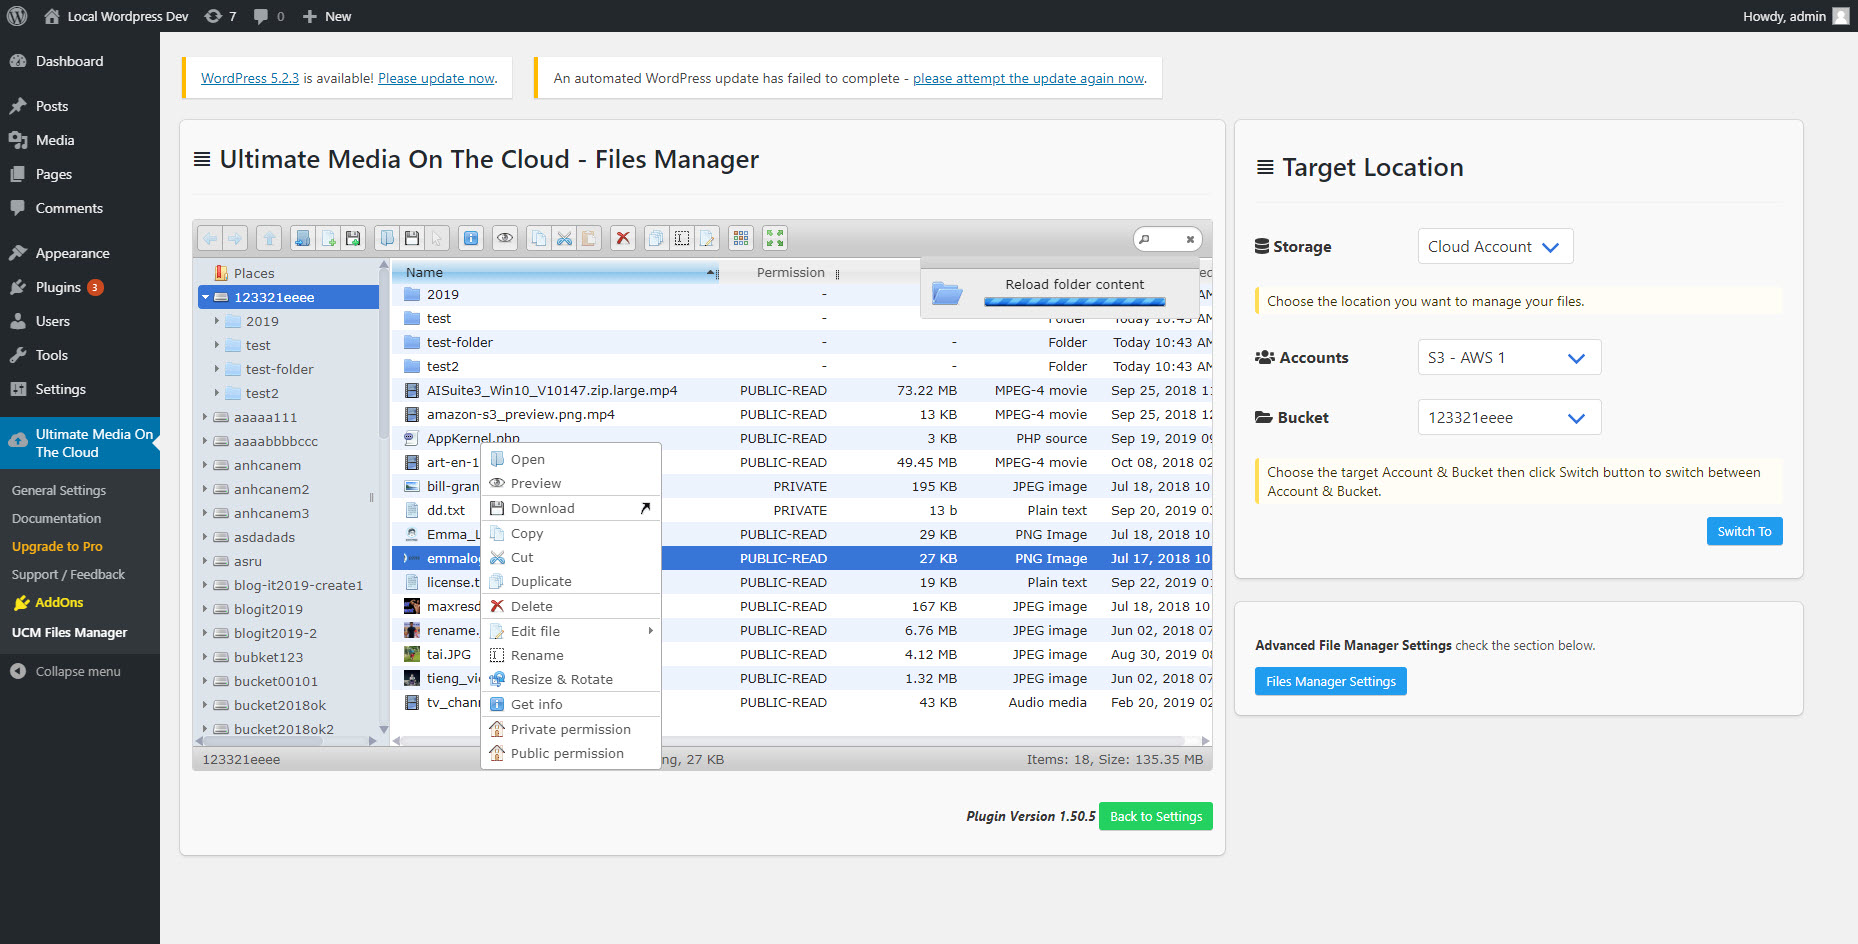 Local Wordpress Dev 7 0 New
Howdy, admin
Dashboard
Posts
Media
Pages
Comments
Appearance
Plugins 3
Users
Tools
Settings
Ultimate Media On
The Cloud
General Settings
Documentation
Upgrade to Pro
Support / Feedback
AddOns
UCM Files Manager
Collapse menu
WordPress 5.2.3 is available! Please update now.
An automated WordPress update has failed to complete - please attempt the update again now.
Ultimate Media On The Cloud - Files Manager
Places
123321eeee
2019
test
test-folder
test2
aaaaa111
aaaabbbbccc
anhcanem
anhcanem2
anhcanem3
asdadads
asru
blog-it2019-create1
blogit2019
blogit2019-2
bubket123
bucket00101
bucket2018ok
bucket2018ok2
Name Permission ed
2019 - AM
test - Folder Today 10:43 AM
test-folder - - Folder Today 10:43 AM
test2 - - Folder Today 10:43 AM
AISuite3_Win10_V10147.zip.large.mp4 PUBLIC-READ 73.22 MB MPEG-4 movie Sep 25, 2018 11
amazon-s3_preview.png.mp4 PUBLIC-READ 13 KB MPEG-4 movie Sep 25, 2018 12
AppKernel.php PUBLIC-READ 3 KB PHP source Sep 19, 2019 09
art-en-1 PUBLIC-READ 49.45 MB MPEG-4 movie Oct 08, 2018 02
bill-gran PRIVATE 195 KB JPEG image Jul 18, 2018 10
dd.txt PRIVATE 13 b Plain text Sep 20, 2019 03
Emma_L PUBLIC-READ 29 KB PNG Image Jul 18, 2018 10
emmalog PUBLIC-READ 27 KB PNG Image Jul 17, 2018 10
license.t PUBLIC-READ 19 KB Plain text Sep 22, 2019 01
maxresd PUBLIC-READ 167 KB JPEG image Jul 18, 2018 10
rename. PUBLIC-READ 6.76 MB JPEG image Jun 02, 2018 07
tai.JPG PUBLIC-READ 4.12 MB JPEG image Aug 30, 2019 08
tieng_vi PUBLIC-READ 1.32 MB JPEG image Jun 02, 2018 07
tv_chann PUBLIC-READ 43 KB Audio media Feb 20, 2019 02
Reload folder content
Open
Preview
Download
Copy
Cut
Duplicate
Delete
Edit file
Rename
Resize & Rotate
Get info
Private permission
Public permission
123321eeee ng, 27 KB Items: 18, Size: 135.35 MB
Plugin Version 1.50.5 Back to Settings
Target Location
Storage Cloud Account
Choose the location you want to manage your files.
Accounts S3 - AWS 1
Bucket 123321eeee
Choose the target Account & Bucket then click Switch button to switch between
Account & Bucket.
Switch To
Advanced File Manager Settings check the section below.
Files Manager Settings